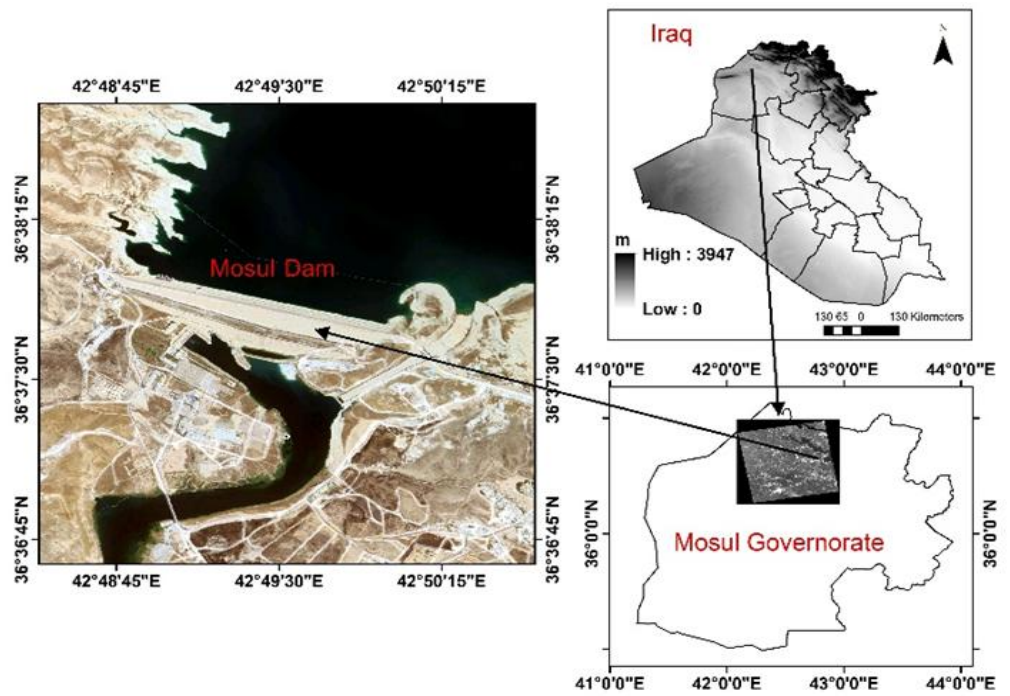 42°48'45"E 42°49'30"E 42°50'15"E
36°38'15"N 36°38'15"N
Mosul Dam
36°37'30"N 36°37'30"N
36°36'45"N 36°36'45"N
42°48'45"E 42°49'30"E 42°50'15"E
Iraq
N
m
High : 3947
Low : 0
130 65 0 130 Kilometers
41°0'0"E 42°0'0"E 43°0'0"E 44°0'0"E
36°0'0"N 36°0'0"N
Mosul Governorate
41°0'0"E 42°0'0"E 43°0'0"E 44°0'0"E